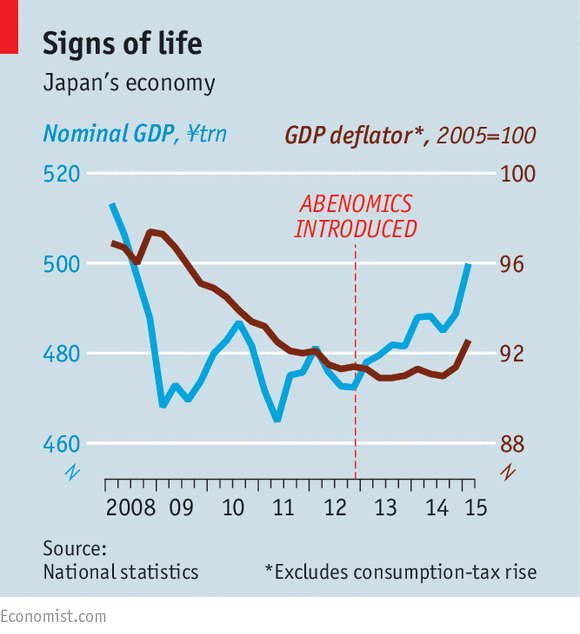 Signs of life
Japan's economy
Nominal GDP, ¥trn GDP deflator*, 2005=100
520 100
ABENOMICS
INTRODUCED
500 96
480 92
460 88
2008 09 10 11 12 13 14 15
Source:
National statistics *Excludes consumption-tax rise
Economist.com